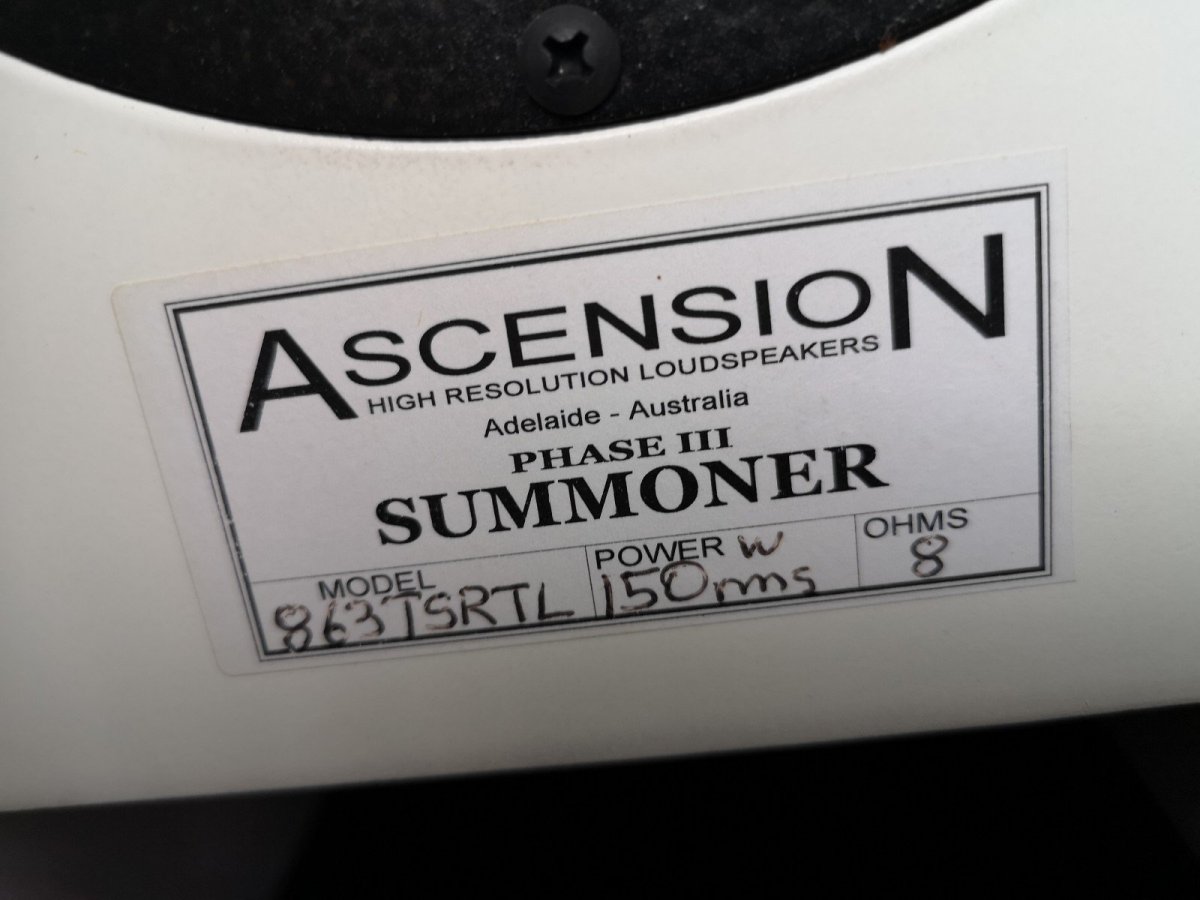 ASCENSION
HIGH RESOLUTION LOUDSPEAKERS
Adelaide - Australia
PHASE III
SUMMONER
MODEL POWER W OHMS
863TSRTL 150rms 8